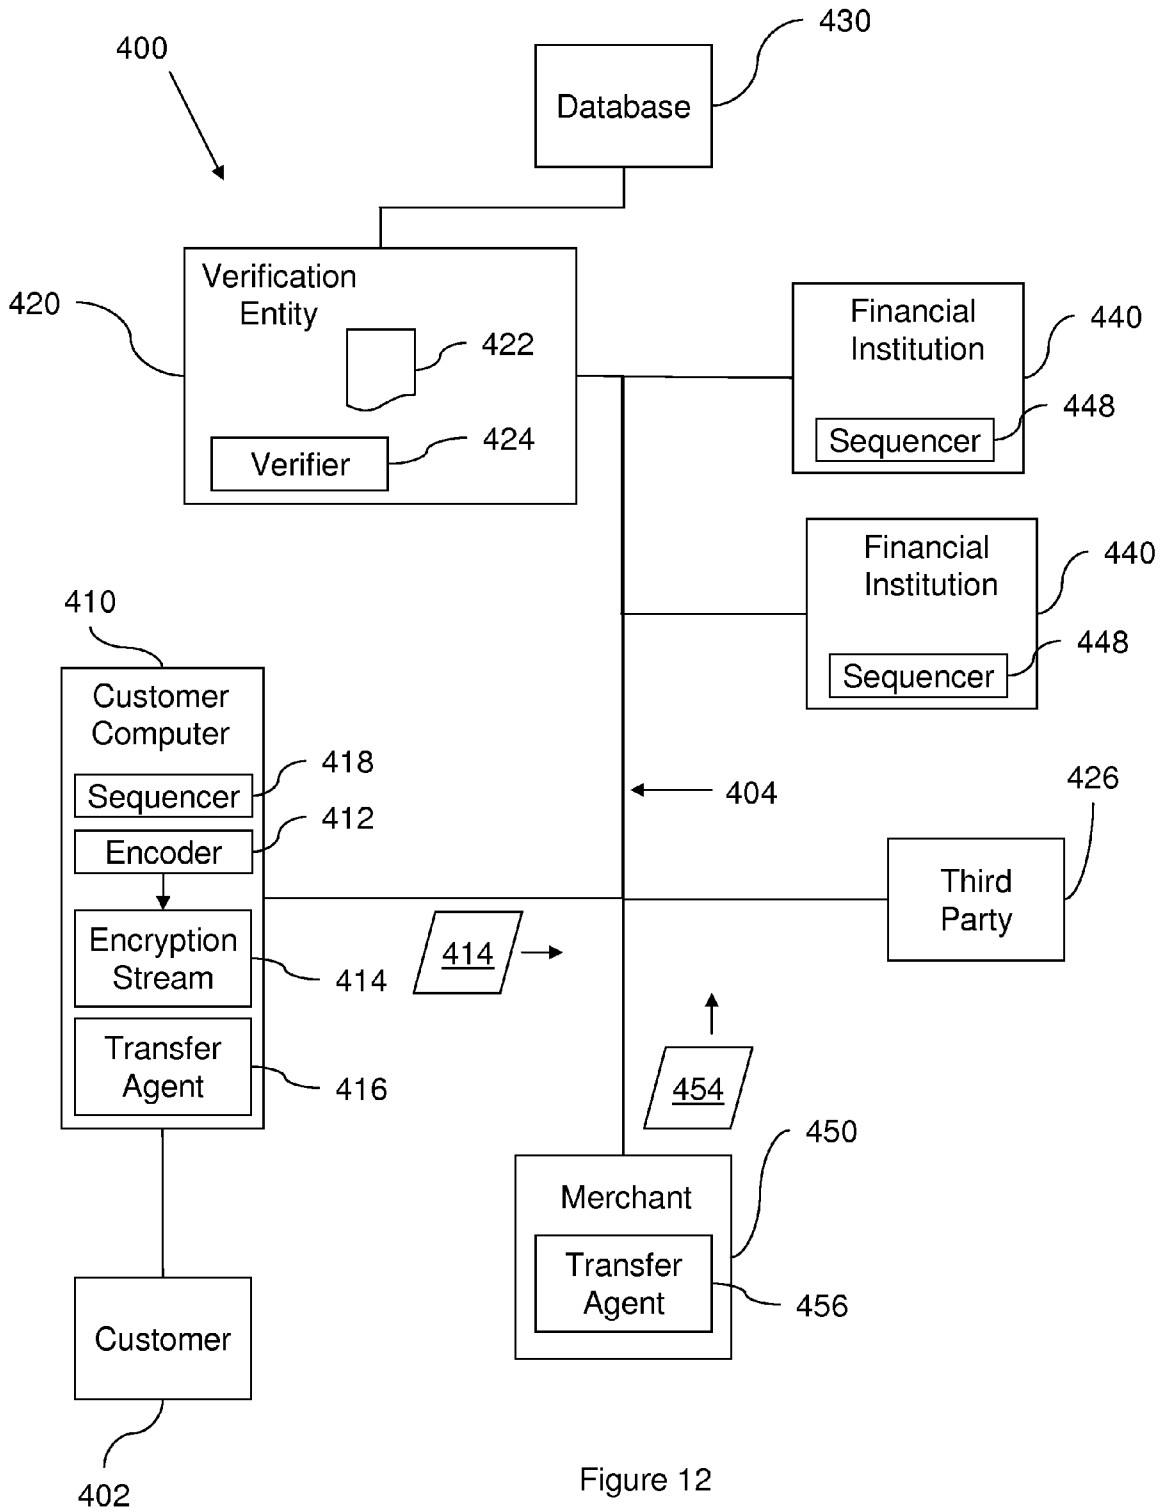 430
400
Database
Verification
Entity
420
422
424
Verifier
Financial
Institution
440
448
Sequencer
Financial
Institution
440
448
Sequencer
410
Customer
Computer
418
Sequencer
412
Encoder
Encryption
Stream
414
Transfer
Agent
416
404
426
Third
Party
414
454
450
Merchant
Transfer
Agent
456
Customer
402
Figure 12